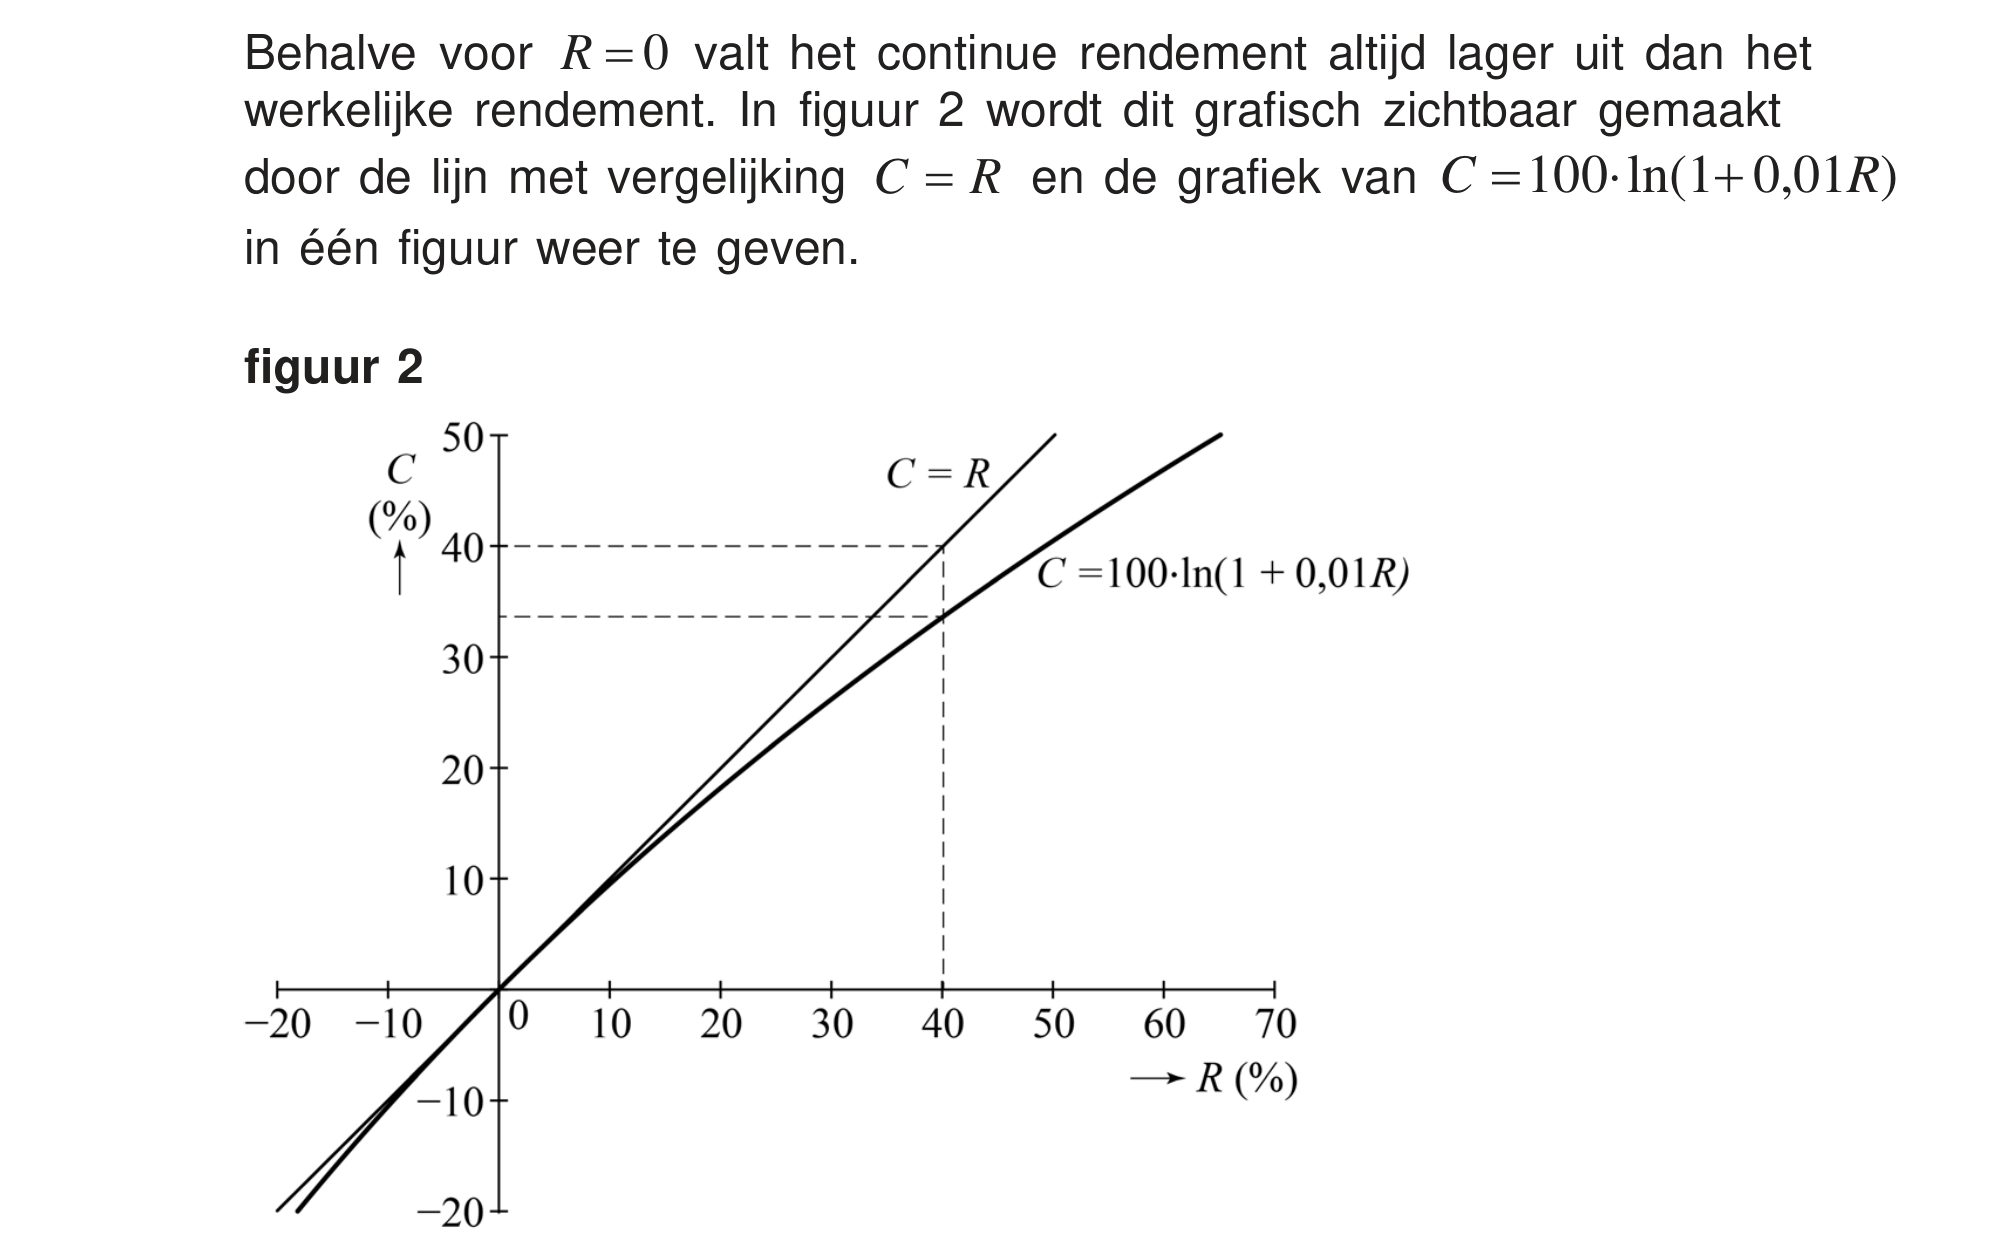 Behalve voor R = 0 valt het continue rendement altijd lager uit dan het
werkelijke rendement. In figuur 2 wordt dit grafisch zichtbaar gemaakt
door de lijn met vergelijking C = R en de grafiek van C = 100·ln(1+0,01R)
in één figuur weer te geven.
figuur 2
50
C
(%)
C = R
40
C =100·ln(1 + 0,01R)
30
20
10
−20 −10 0 10 20 30 40 50 60 70
R (%)
−10
−20